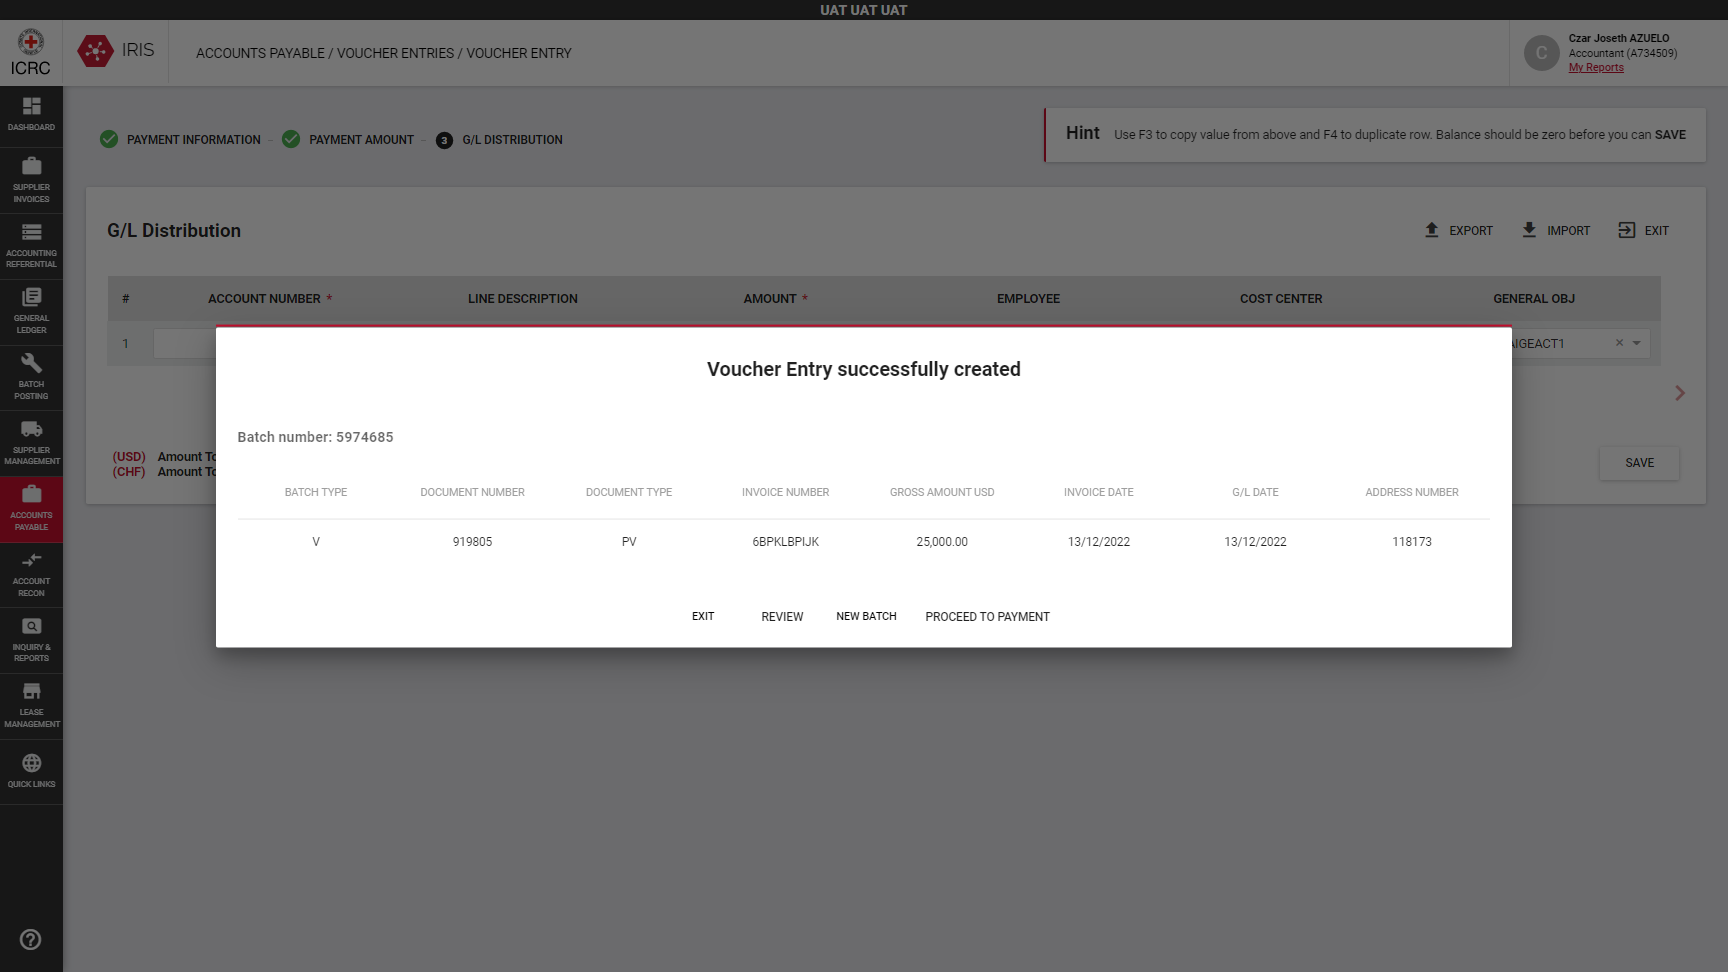 UAT UAT UAT
ICRC
IRIS
ACCOUNTS PAYABLE / VOUCHER ENTRIES / VOUCHER ENTRY
C
Czar Joseth AZUELO
Accountant (A734509)
My Reports
DASHBOARD
SUPPLIER
INVOICES
ACCOUNTING
REFERENTIAL
GENERAL
LEDGER
BATCH
POSTING
SUPPLIER
MANAGEMENT
ACCOUNTS
PAYABLE
ACCOUNT
RECON
INQUIRY &
REPORTS
LEASE
MANAGEMENT
QUICK LINKS
PAYMENT INFORMATION - PAYMENT AMOUNT - 3 G/L DISTRIBUTION
Hint Use F3 to copy value from above and F4 to duplicate row. Balance should be zero before you can SAVE
G/L Distribution
EXPORT IMPORT EXIT
# ACCOUNT NUMBER * LINE DESCRIPTION AMOUNT * EMPLOYEE COST CENTER GENERAL OBJ
1 AIGEACT1 ×
(USD) Amount
(CHF) Amount
SAVE
Voucher Entry successfully created
Batch number: 5974685
BATCH TYPE DOCUMENT NUMBER DOCUMENT TYPE INVOICE NUMBER GROSS AMOUNT USD INVOICE DATE G/L DATE ADDRESS NUMBER
V 919805 PV 6BPKLBPIJK 25,000.00 13/12/2022 13/12/2022 118173
EXIT REVIEW NEW BATCH PROCEED TO PAYMENT